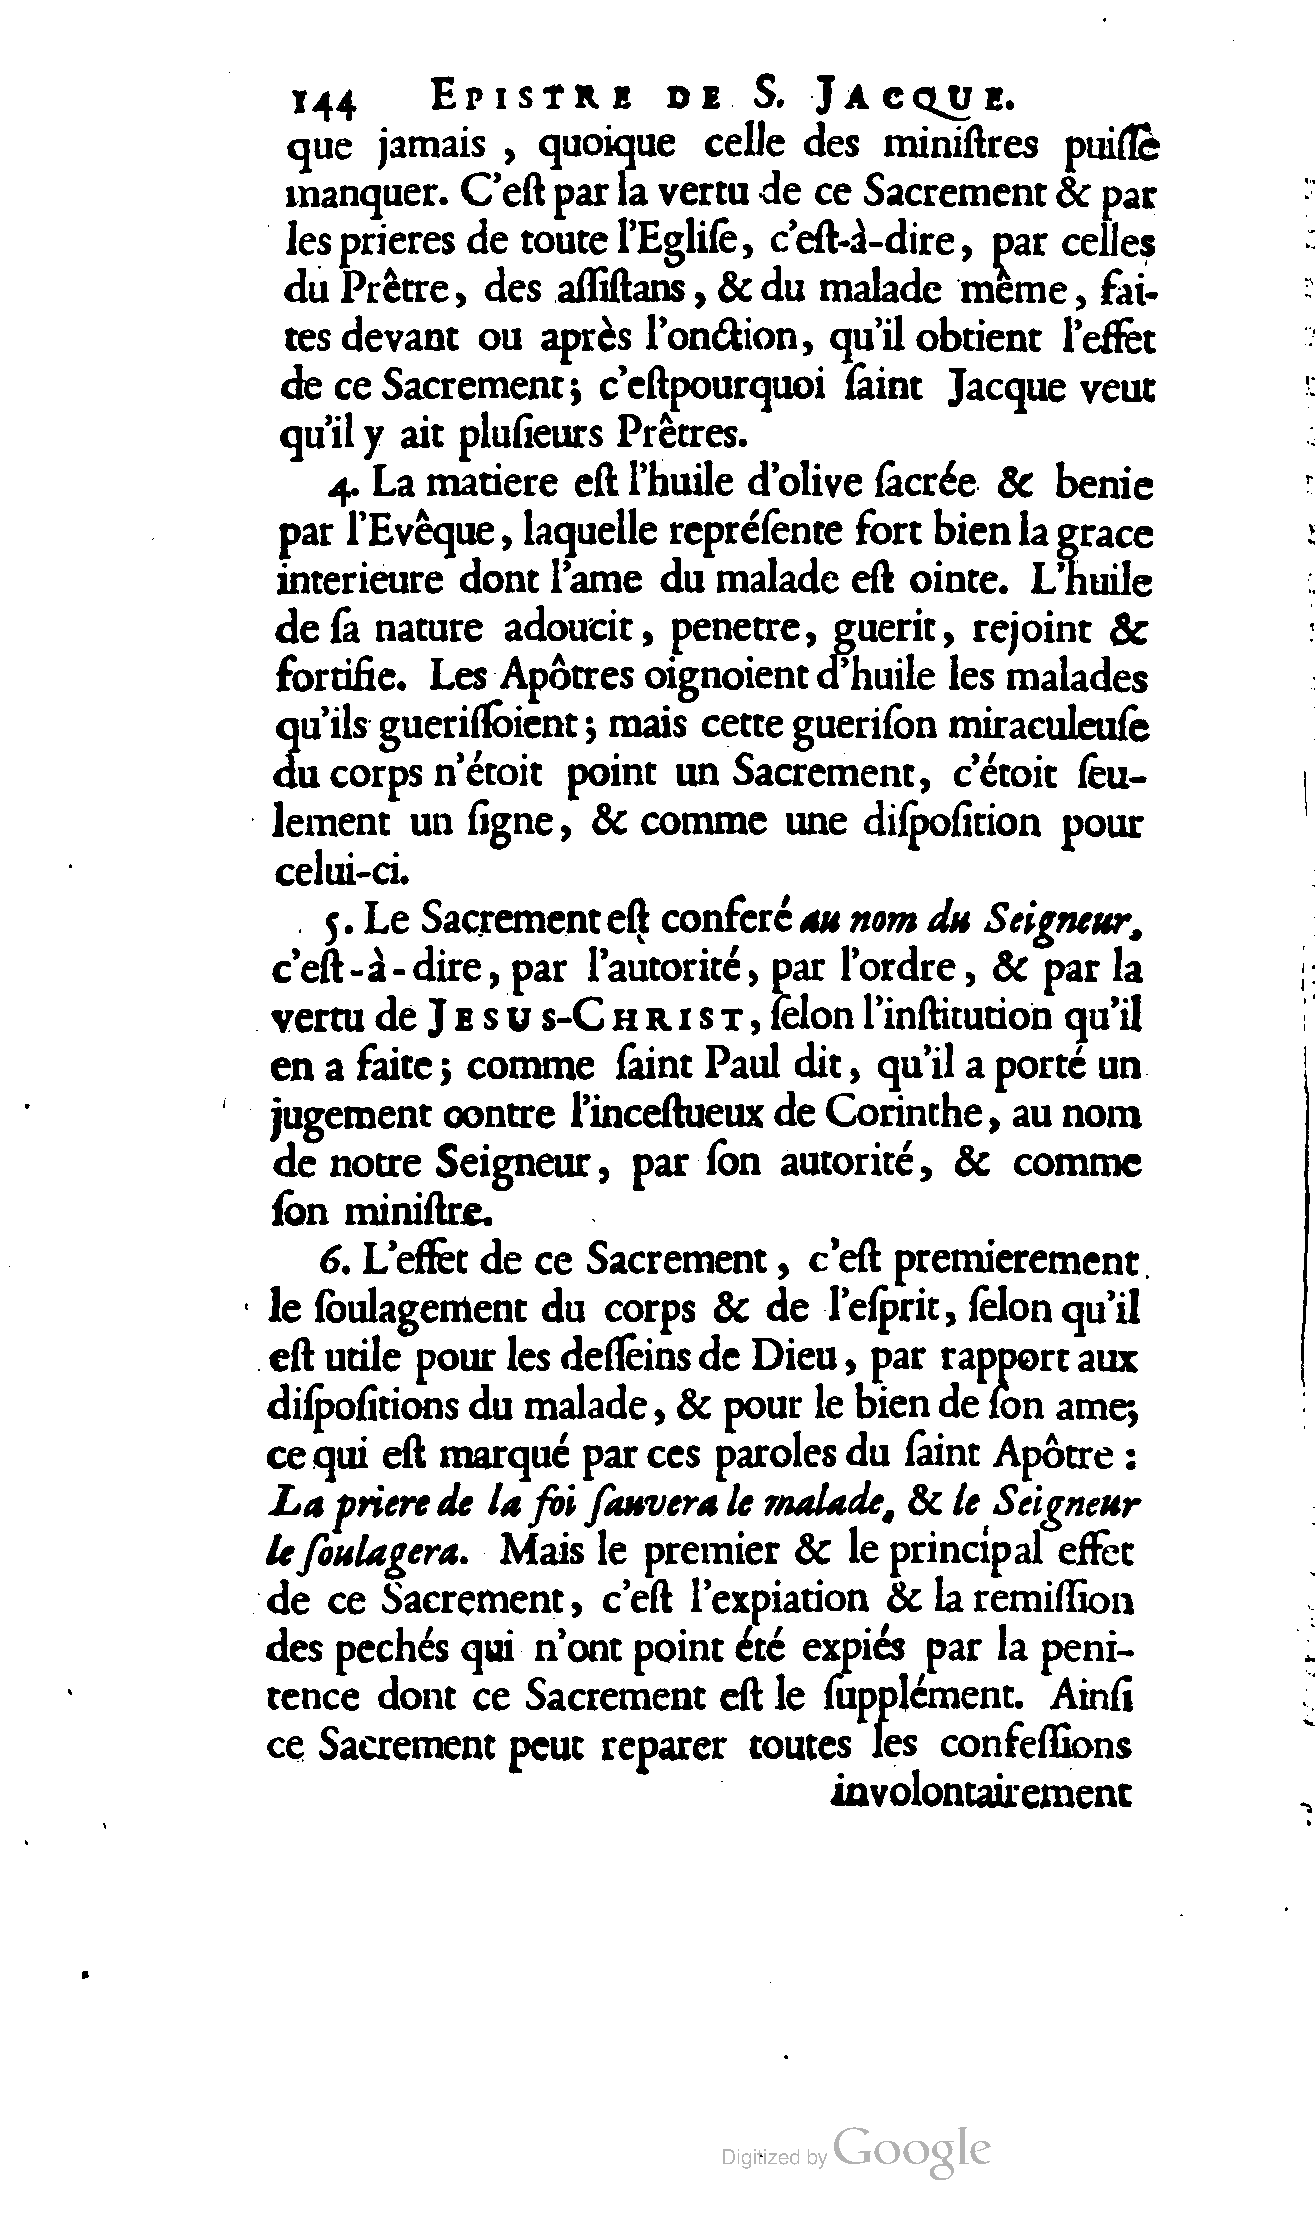 144 EPISTRE DE S. JACQUE.
que jamais , quoique celle des miniſtres puiſſe
manquer. C'eſt par la vertu de ce Sacrement & par
les prieres de toute l'Egliſe, c'eſt-à-dire, par celles
du Prêtre, des aſſiſtans, & du malade même, fai-
tes devant ou après l'onction, qu'il obtient l'effet
de ce Sacrement; c'eſtpourquoi ſaint Jacque veut
qu'il y ait pluſieurs Prêtres.
4. La matiere eſt l'huile d'olive ſacrée & benie
par l'Evêque, laquelle repréſente fort bien la grace
interieure dont l'ame du malade eſt ointe. L'huile
de ſa nature adoucit, penetre, guerit, rejoint &
fortifie. Les Apôtres oignoient d'huile les malades
qu'ils gueriſſoient; mais cette gueriſon miraculeuſe
du corps n'étoit point un Sacrement, c'étoit ſeu-
lement un ſigne, & comme une diſpoſition pour
celui-ci.
5. Le Sacrement eſt conferé au nom du Seigneur,
c'eſt-à-dire, par l'autorité, par l'ordre, & par la
vertu de JESUS-CHRIST, ſelon l'inſtitution qu'il
en a faite; comme ſaint Paul dit, qu'il a porté un
jugement contre l'inceſtueux de Corinthe, au nom
de notre Seigneur, par ſon autorité, & comme
ſon miniſtre.
6. L'effet de ce Sacrement, c'eſt premierement
le ſoulagement du corps & de l'eſprit, ſelon qu'il
eſt utile pour les deſſeins de Dieu, par rapport aux
diſpoſitions du malade, & pour le bien de ſon ame;
ce qui eſt marqué par ces paroles du ſaint Apôtre :
La priere de la foi ſauvera le malade, & le Seigneur
le ſoulagera. Mais le premier & le principal effet
de ce Sacrement, c'eſt l'expiation & la remiſſion
des pechés qui n'ont point été expiés par la peni-
tence dont ce Sacrement eſt le ſupplément. Ainſi
ce Sacrement peut reparer toutes les confeſſions
involontairement
Digitized by Google